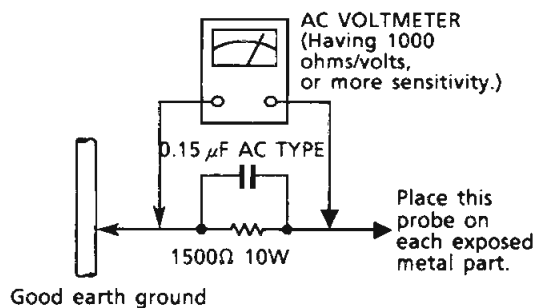 AC VOLTMETER
(Having 1000
ohms/volts,
or more sensitivity.)
0.15 µF AC TYPE
1500Ω 10W
Place this
probe on
each exposed
metal part.
Good earth ground